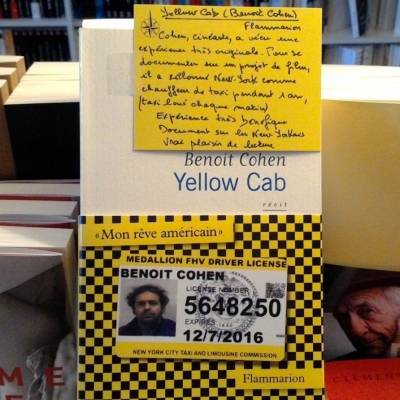 Yellow Cab (Benoit Cohen)
Flammarion
Cohen, cinéaste, a vécu une
expérience très originale. Pour se
documenter sur un projet de film,
il a sillonné New-York comme
chauffeur de taxi pendant 1 an,
(taxi loué chaque matin)
Expérience très bénéfique
Document sur les New Yorkais
Vrai plaisir de lecture
Benoit Cohen
Yellow Cab
récit
« Mon rêve américain »
MEDALLION FHV DRIVER LICENSE
BENOIT COHEN
LICENSE NUMBER
5648250
EXPIRES
12/7/2016
NEW YORK CITY TAXI AND LIMOUSINE COMMISSION
Flammarion
CLEMENT